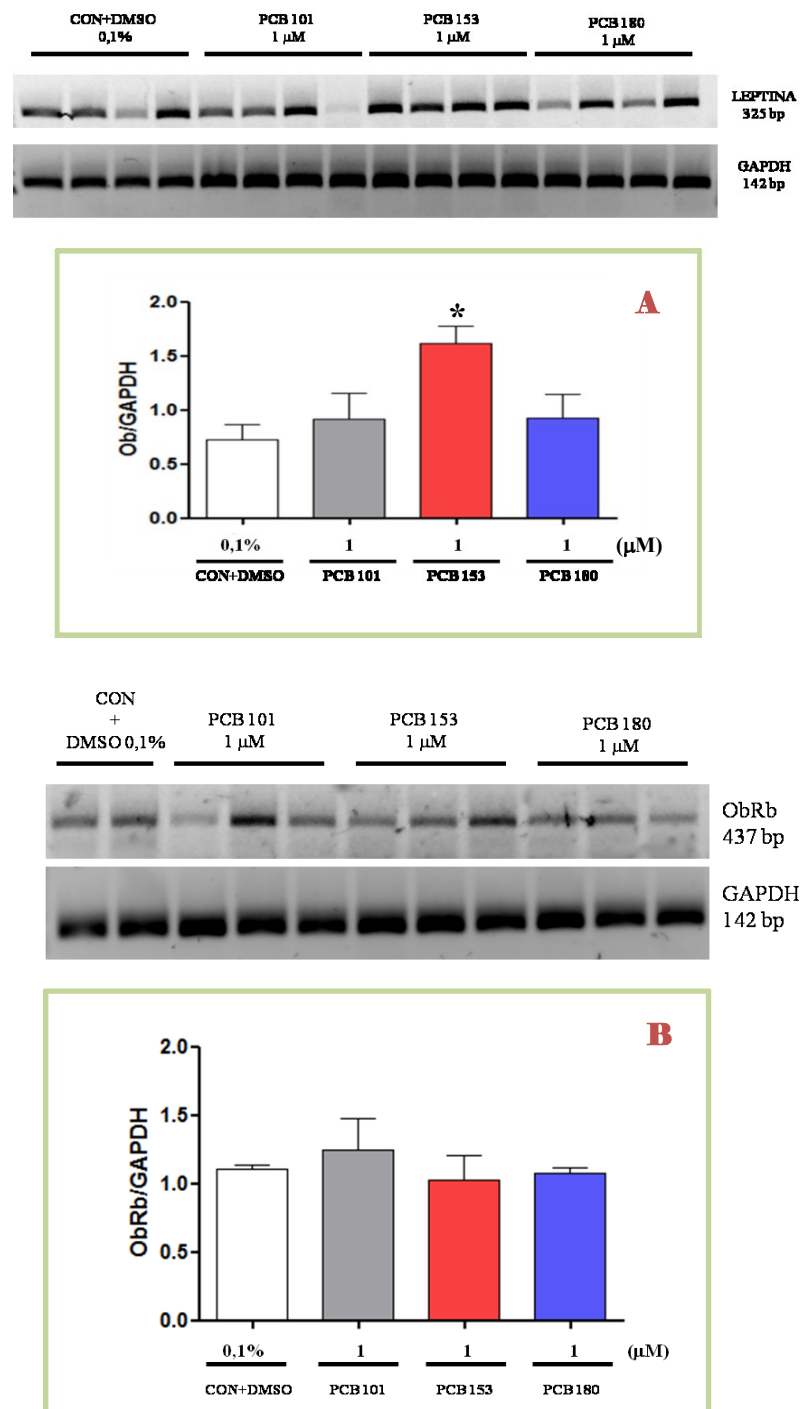 CON+DMSO
0,1%
PCB 101
1 μM
PCB 153
1 μM
PCB 180
1 μM
LEPTINA
325 bp
GAPDH
142 bp
A
2.0
1.5
1.0
0.5
0.0
Ob/GAPDH
*
0,1%
1
1
1
(μM)
CON+DMSO
PCB 101
PCB 153
PCB 180
CON
+
DMSO 0,1%
PCB 101
1 μM
PCB 153
1 μM
PCB 180
1 μM
ObRb
437 bp
GAPDH
142 bp
B
2.0
1.5
1.0
0.5
0.0
ObRb/GAPDH
0,1%
1
1
1
(μM)
CON+DMSO
PCB 101
PCB 153
PCB 180